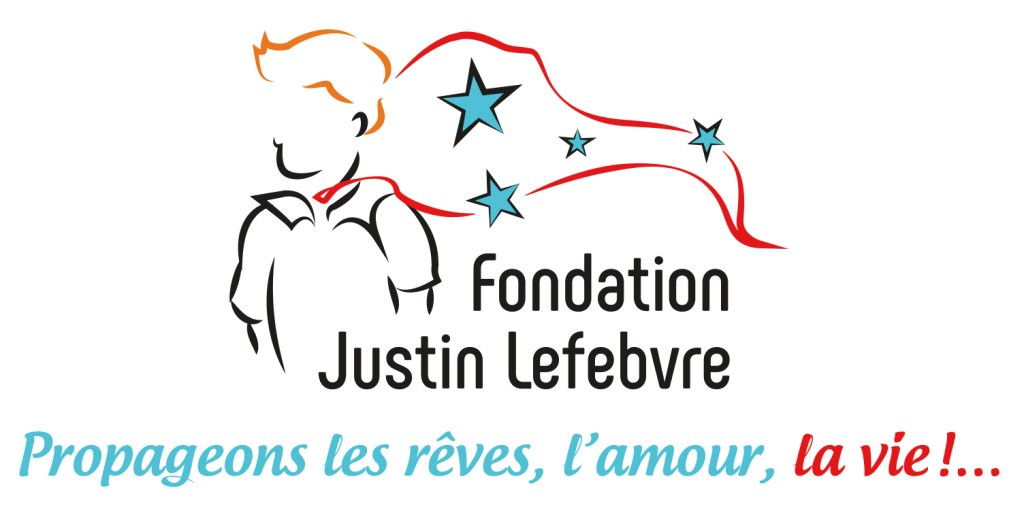 Fondation
Justin Lefebvre
Propageons les rêves, l'amour, la vie!...